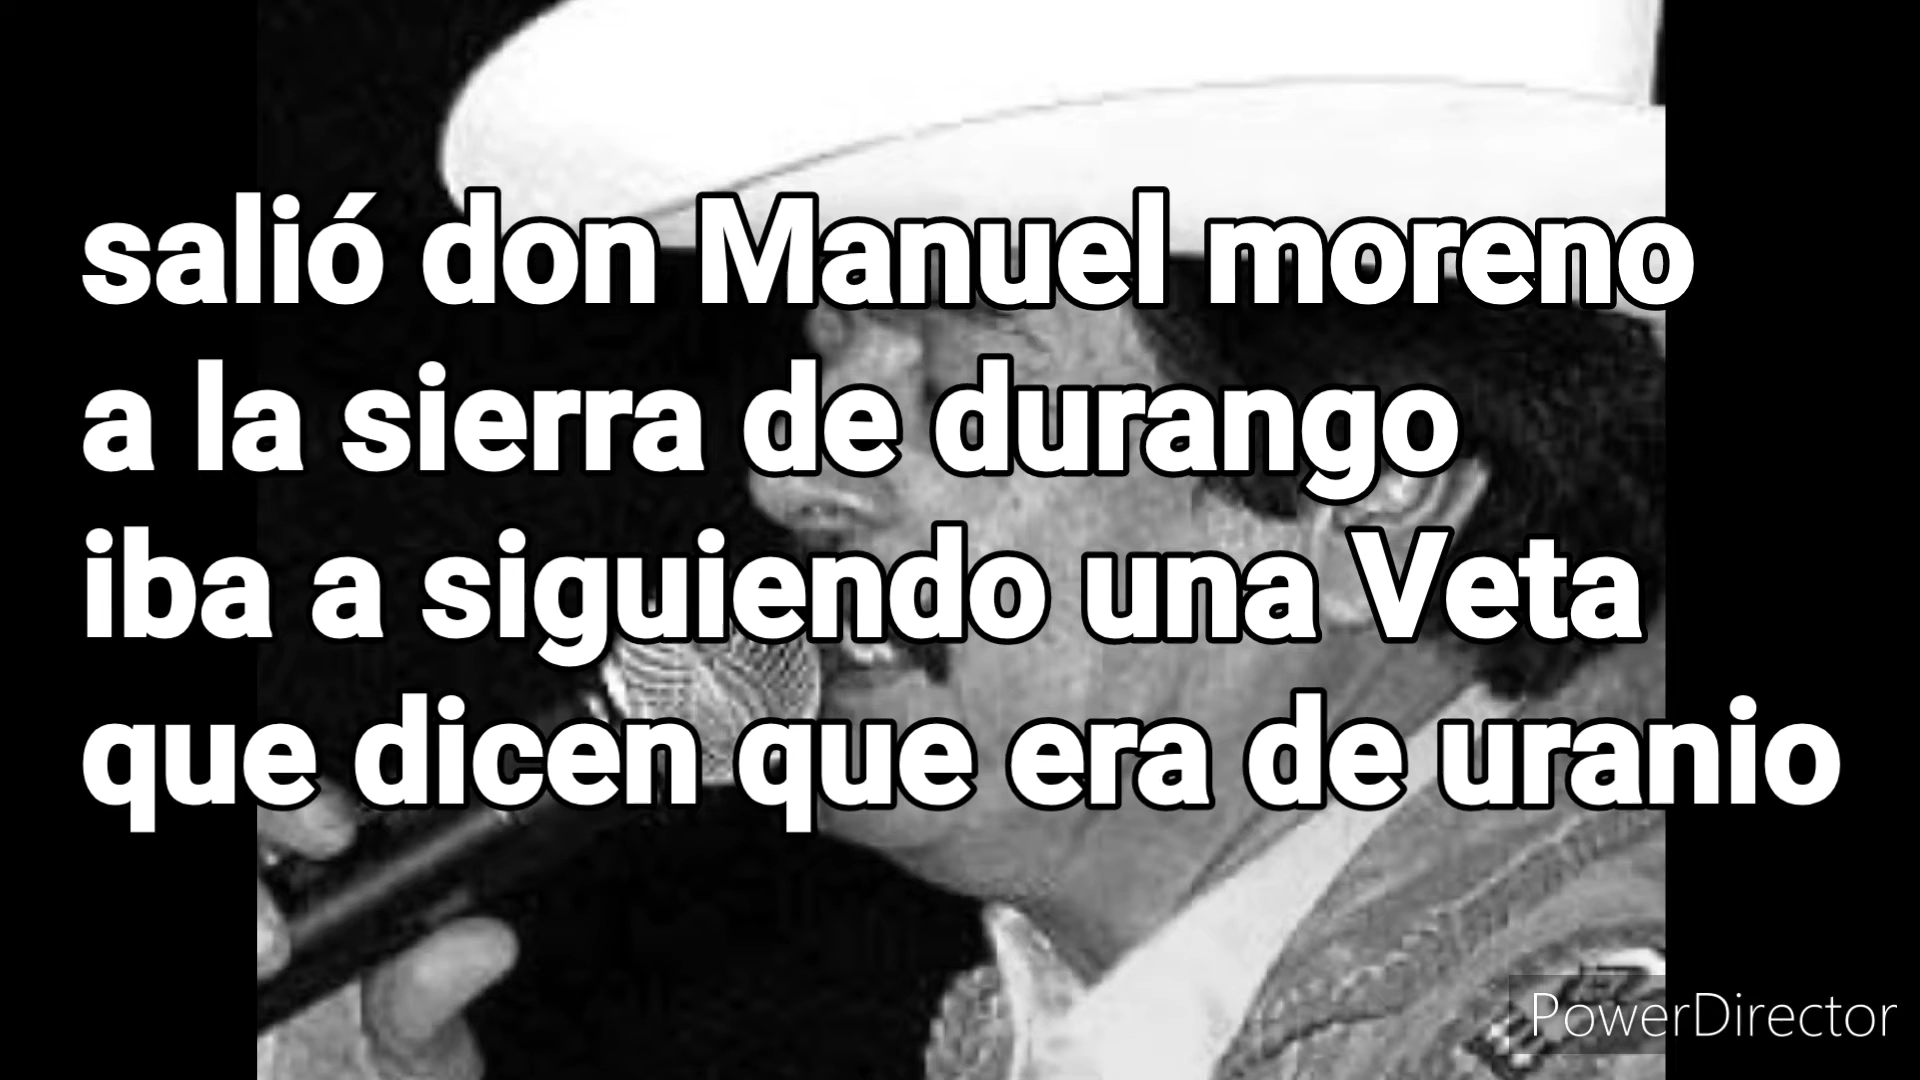 salió don Manuel moreno
a la sierra de durango
iba a siguiendo una Veta
que dicen que era de uranio
PowerDirector